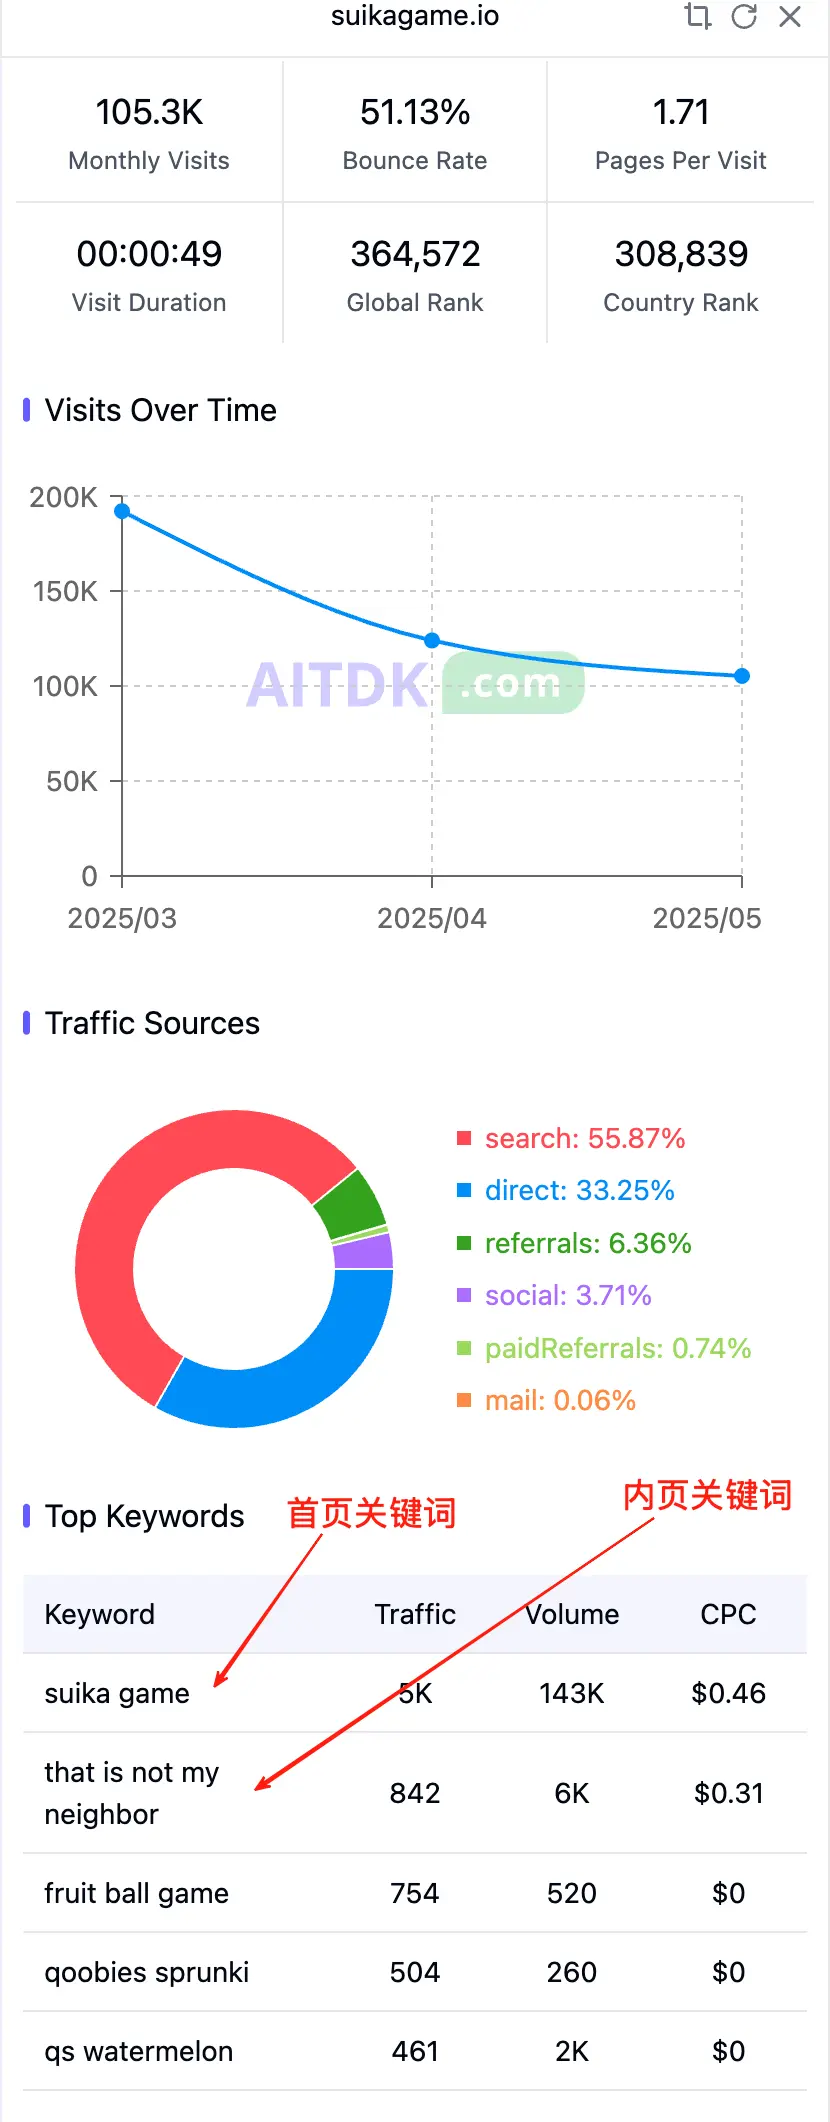 suikagame.io
105.3K
51.13%
1.71
Monthly Visits
Bounce Rate
Pages Per Visit
00:00:49
364,572
308,839
Visit Duration
Global Rank
Country Rank
Visits Over Time
200K
150K
100K
50K
0
2025/03
2025/04
2025/05
AITDK .com
Traffic Sources
search: 55.87%
direct: 33.25%
referrals: 6.36%
social: 3.71%
paidReferrals: 0.74%
mail: 0.06%
Top Keywords
首页关键词
内页关键词
Keyword Traffic Volume CPC
suika game 5K 143K $0.46
that is not my
neighbor 842 6K $0.31
fruit ball game 754 520 $0
qoobies sprunki 504 260 $0
qs watermelon 461 2K $0